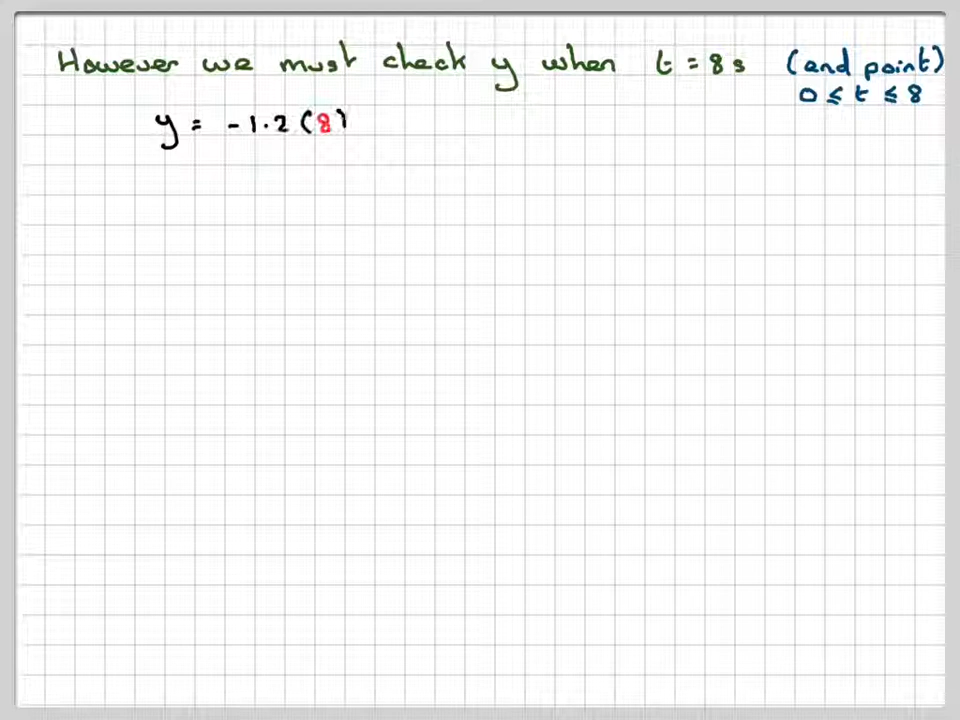 However we must check y when t = 8 s (end point)
0 ≤ t ≤ 8
y = -1.2 (8)